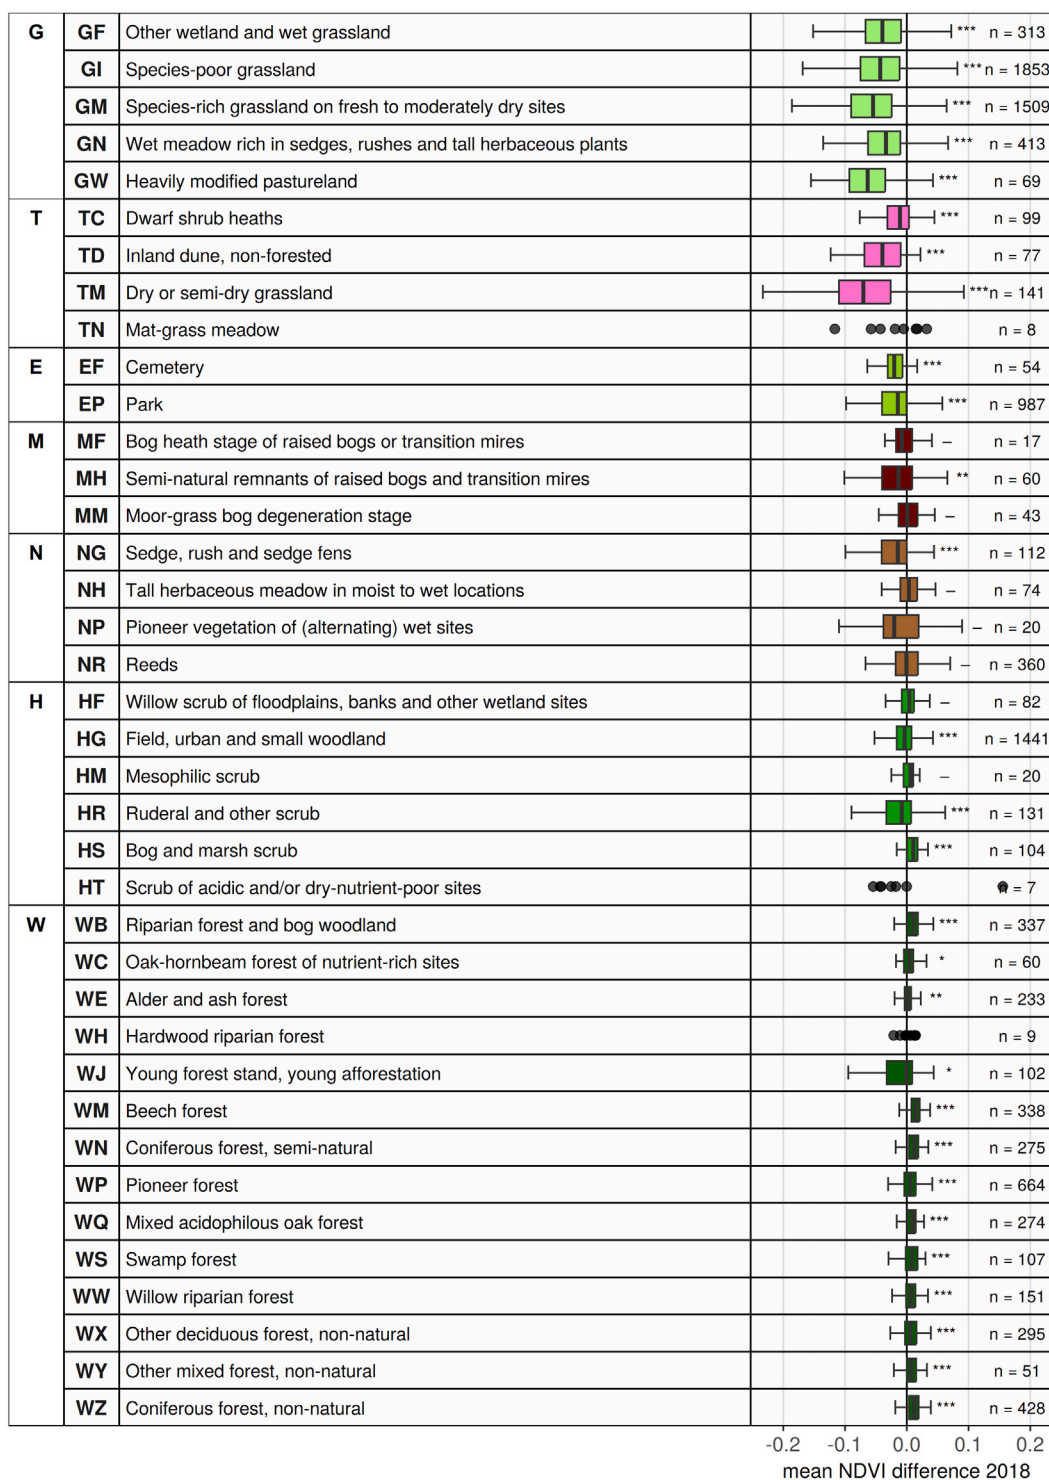 G GF Other wetland and wet grassland *** n = 313
GI Species-poor grassland *** n = 1853
GM Species-rich grassland on fresh to moderately dry sites *** n = 1509
GN Wet meadow rich in sedges, rushes and tall herbaceous plants *** n = 413
GW Heavily modified pastureland *** n = 69
T TC Dwarf shrub heaths *** n = 99
TD Inland dune, non-forested *** n = 77
TM Dry or semi-dry grassland *** n = 141
TN Mat-grass meadow n = 8
E EF Cemetery *** n = 54
EP Park *** n = 987
M MF Bog heath stage of raised bogs or transition mires – n = 17
MH Semi-natural remnants of raised bogs and transition mires ** n = 60
MM Moor-grass bog degeneration stage – n = 43
N NG Sedge, rush and sedge fens *** n = 112
NH Tall herbaceous meadow in moist to wet locations – n = 74
NP Pioneer vegetation of (alternating) wet sites – n = 20
NR Reeds – n = 360
H HF Willow scrub of floodplains, banks and other wetland sites – n = 82
HG Field, urban and small woodland *** n = 1441
HM Mesophilic scrub – n = 20
HR Ruderal and other scrub *** n = 131
HS Bog and marsh scrub *** n = 104
HT Scrub of acidic and/or dry-nutrient-poor sites n = 7
W WB Riparian forest and bog woodland *** n = 337
WC Oak-hornbeam forest of nutrient-rich sites * n = 60
WE Alder and ash forest ** n = 233
WH Hardwood riparian forest n = 9
WJ Young forest stand, young afforestation * n = 102
WM Beech forest *** n = 338
WN Coniferous forest, semi-natural *** n = 275
WP Pioneer forest *** n = 664
WQ Mixed acidophilous oak forest *** n = 274
WS Swamp forest *** n = 107
WW Willow riparian forest *** n = 151
WX Other deciduous forest, non-natural *** n = 295
WY Other mixed forest, non-natural *** n = 51
WZ Coniferous forest, non-natural *** n = 428
-0.2 -0.1 0.0 0.1 0.2
mean NDVI difference 2018